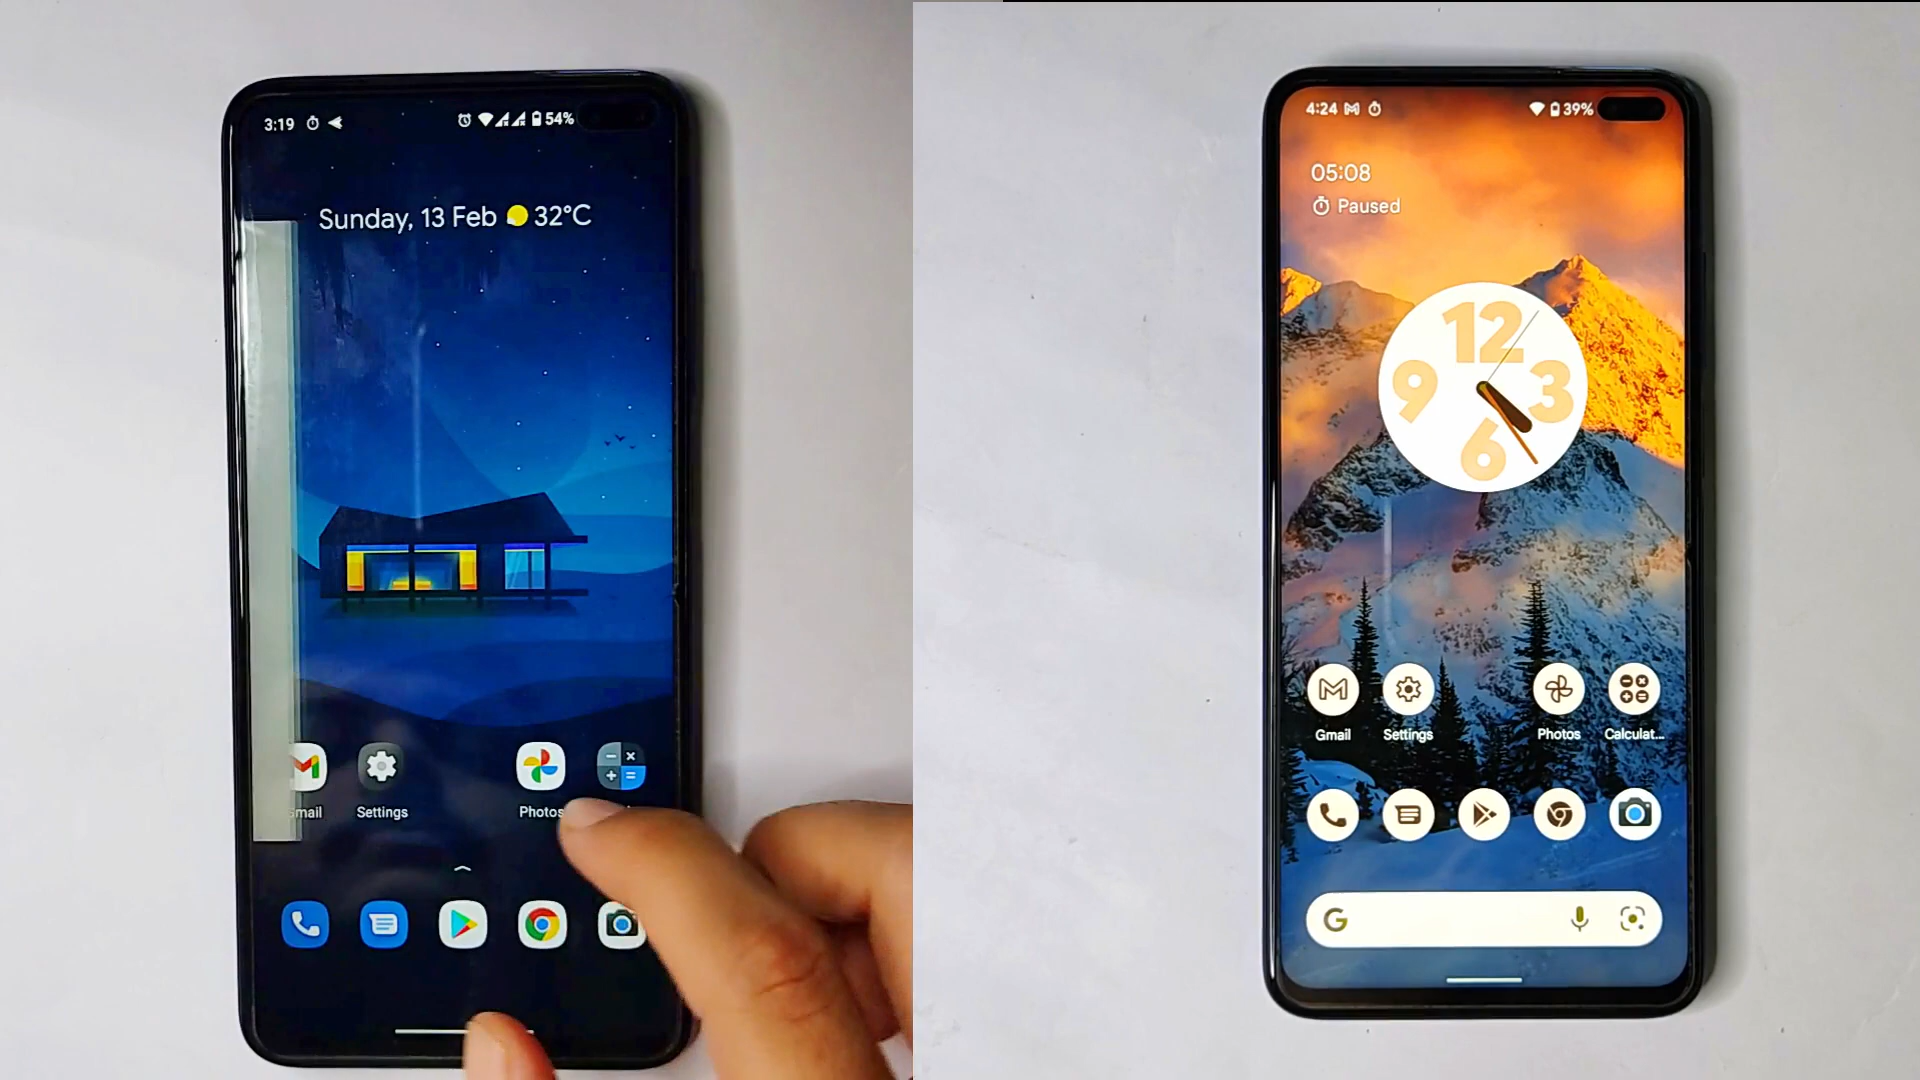 3:19
54%
Sunday, 13 Feb 32°C
mail
Settings
Photos
4:24
39%
05:08
Paused
12
9
3
6
Gmail
Settings
Photos
Calculat...
G